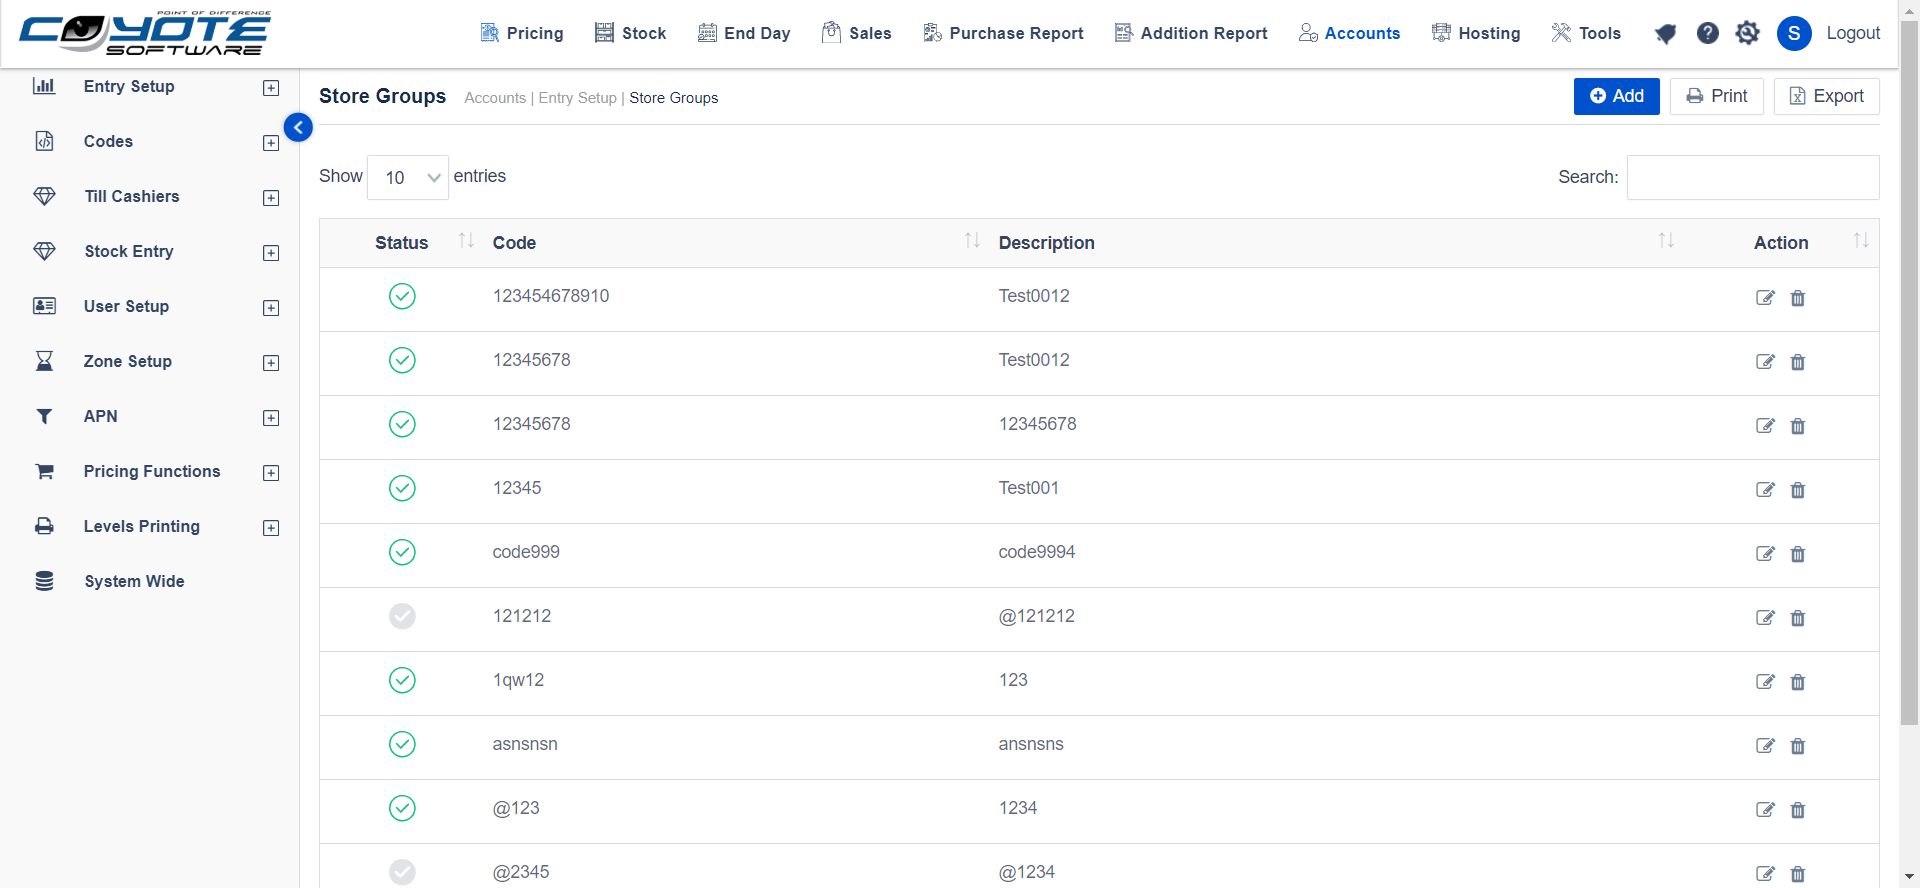 POINT OF DIFFERENCE
COYOTE
SOFTWARE
Pricing
Stock
End Day
Sales
Purchase Report
Addition Report
Accounts
Hosting
Tools
S
Logout
Entry Setup
Codes
Till Cashiers
Stock Entry
User Setup
Zone Setup
APN
Pricing Functions
Levels Printing
System Wide
Store Groups
Accounts | Entry Setup | Store Groups
Add
Print
Export
Show 10 entries
Search:
Status Code Description Action
123454678910 Test0012
12345678 Test0012
12345678 12345678
12345 Test001
code999 code9994
121212 @121212
1qw12 123
asnsnsn ansnsns
@123 1234
@2345 @1234